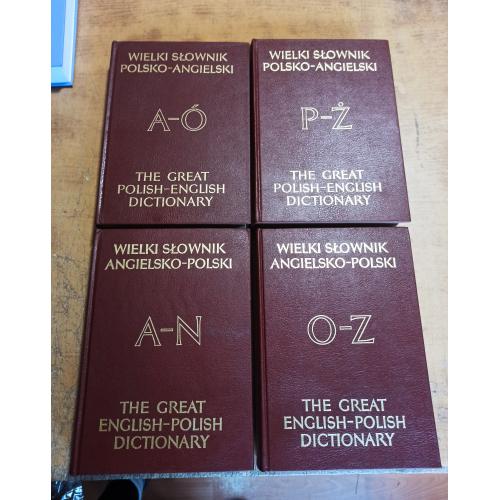 WIELKI SŁOWNIK
POLSKO-ANGIELSKI
A-Ó
THE GREAT
POLISH-ENGLISH
DICTIONARY
WIELKI SŁOWNIK
POLSKO-ANGIELSKI
P-Ż
THE GREAT
POLISH-ENGLISH
DICTIONARY
WIELKI SŁOWNIK
ANGIELSKO-POLSKI
A-N
THE GREAT
ENGLISH-POLISH
DICTIONARY
WIELKI SŁOWNIK
ANGIELSKO-POLSKI
O-Z
THE GREAT
ENGLISH-POLISH
DICTIONARY